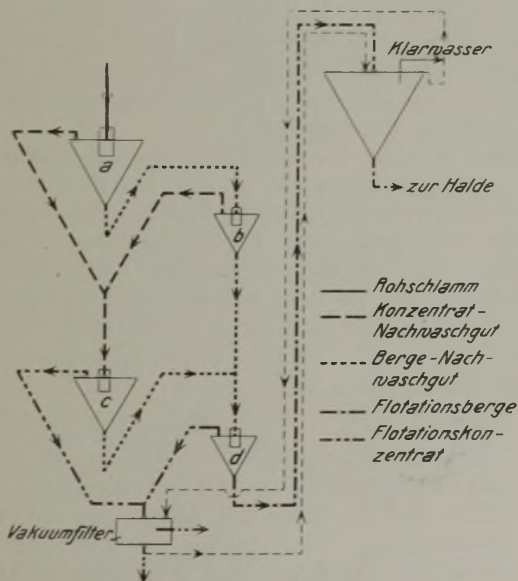 Klarwasser
a
zur Halde
b
Rohschlamm
Konzentrat-
Nachwaschgut
Berge-Nach-
waschgut
c
Flotationsberge
Flotationskon-
zentrat
d
Vakuumfilter